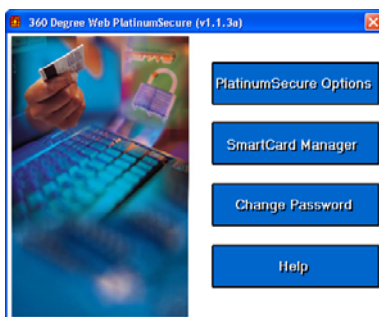 360 Degree Web PlatinumSecure (v1.1.3a)
PlatinumSecure Options
SmartCard Manager
Change Password
Help